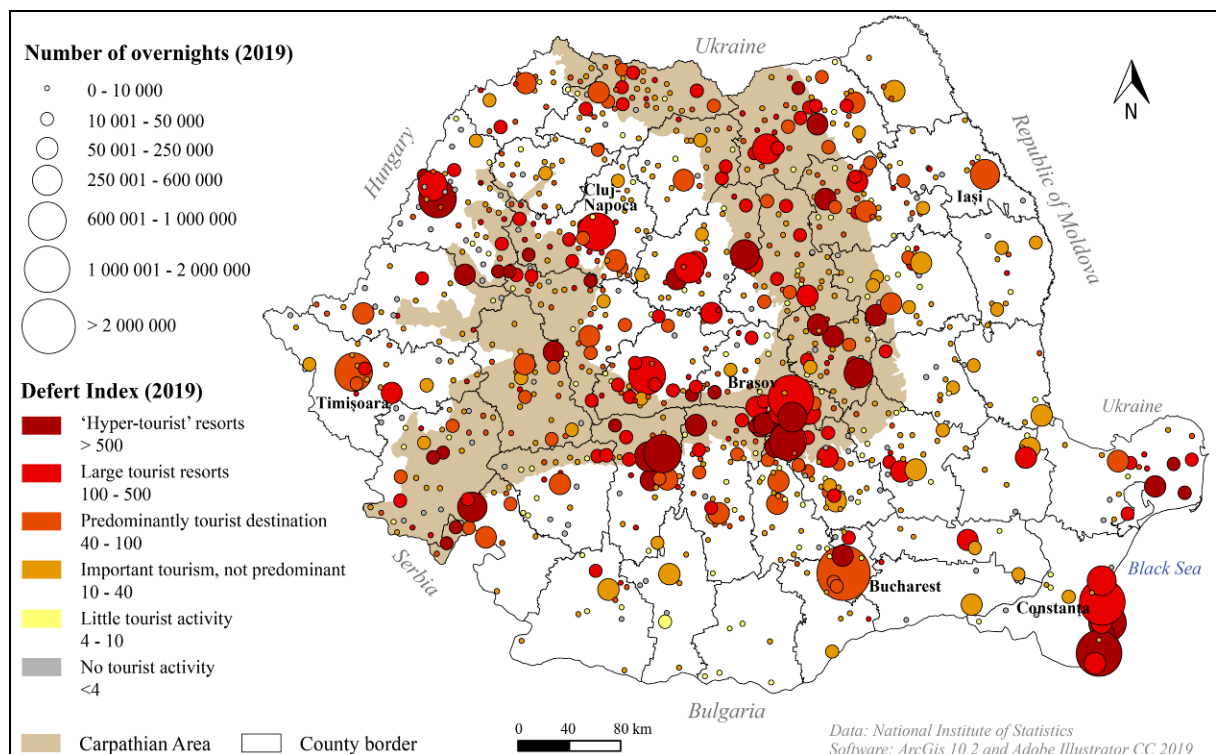 Number of overnights (2019)
0 - 10 000
10 001 - 50 000
50 001 - 250 000
250 001 - 600 000
600 001 - 1 000 000
1 000 001 - 2 000 000
> 2 000 000
Defert Index (2019)
‘Hyper-tourist’ resorts
> 500
Large tourist resorts
100 - 500
Predominantly tourist destination
40 - 100
Important tourism, not predominant
10 - 40
Little tourist activity
4 - 10
No tourist activity
<4
Carpathian Area
County border
Ukraine
Hungary
Republic of Moldova
N
Cluj-
Napoca
Iași
Timișoara
Brasov
Ukraine
Serbia
Bucharest
Black Sea
Constanța
Bulgaria
0 40 80 km
Data: National Institute of Statistics
Software: ArcGis 10.2 and Adobe Illustrator CC 2019